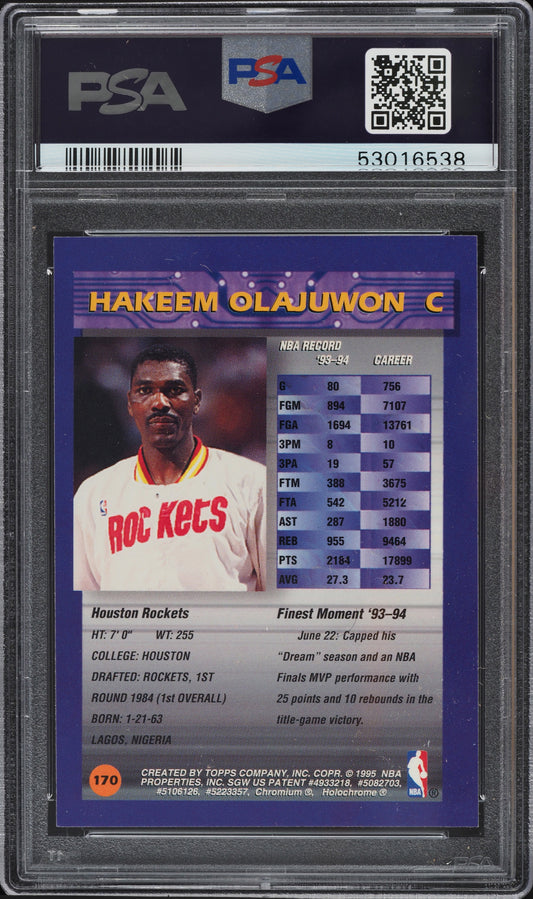 PSA
PSA
53016538
HAKEEM OLAJUWON C
NBA RECORD
'93–94 CAREER
G 80 756
FGM 894 7107
FGA 1694 13761
3PM 8 10
3PA 19 57
FTM 388 3675
FTA 542 5212
AST 287 1880
REB 955 9464
PTS 2184 17899
AVG 27.3 23.7
ROCKETS
Houston Rockets
HT: 7' 0" WT: 255
COLLEGE: HOUSTON
DRAFTED: ROCKETS, 1ST
ROUND 1984 (1st OVERALL)
BORN: 1-21-63
LAGOS, NIGERIA
Finest Moment '93–94
June 22: Capped his
"Dream" season and an NBA
Finals MVP performance with
25 points and 10 rebounds in the
title-game victory.
170
CREATED BY TOPPS COMPANY, INC. COPR. © 1995 NBA
PROPERTIES, INC. SGW US PATENT #4933218, #5082703,
#5106126, #5223357, Chromium ®, Holochrome ®.
NBA ®
PSA